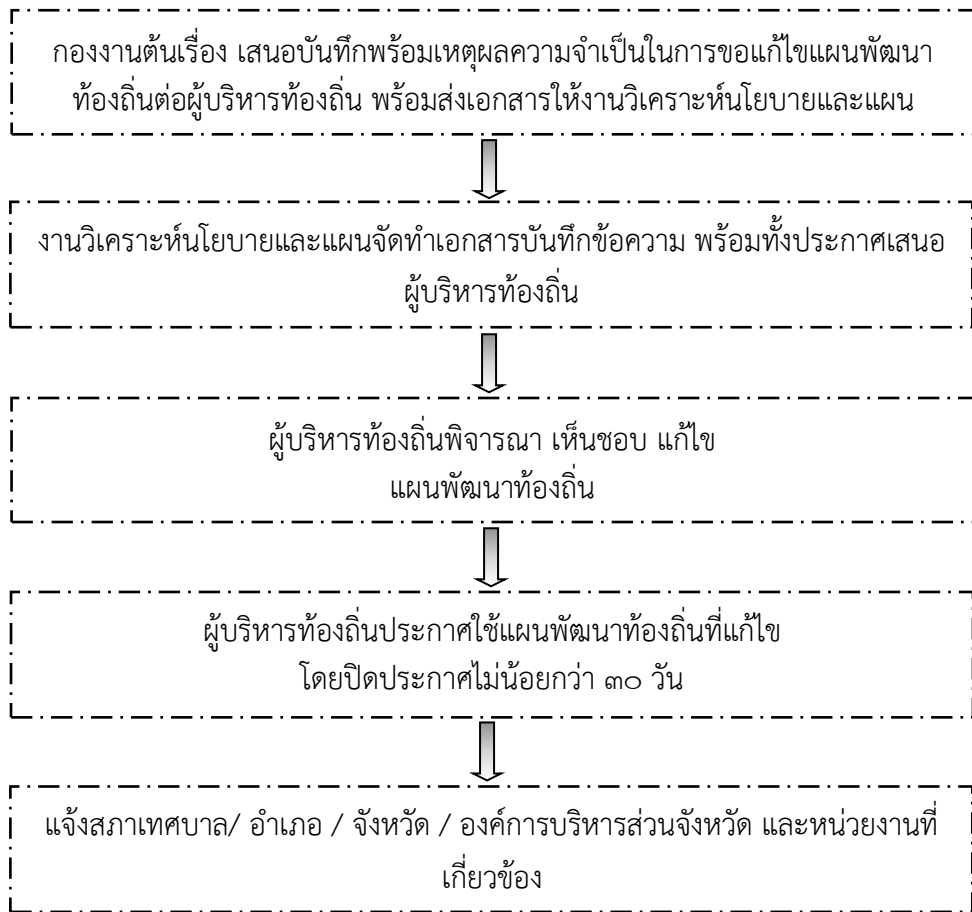 กองงานต้นเรื่อง เสนอบันทึกพร้อมเหตุผลความจำเป็นในการขอแก้ไขแผนพัฒนา
ท้องถิ่นต่อผู้บริหารท้องถิ่น พร้อมส่งเอกสารให้งานวิเคราะห์นโยบายและแผน
งานวิเคราะห์นโยบายและแผนจัดทำเอกสารบันทึกข้อความ พร้อมทั้งประกาศเสนอ
ผู้บริหารท้องถิ่น
ผู้บริหารท้องถิ่นพิจารณา เห็นชอบ แก้ไข
แผนพัฒนาท้องถิ่น
ผู้บริหารท้องถิ่นประกาศใช้แผนพัฒนาท้องถิ่นที่แก้ไข
โดยปิดประกาศไม่น้อยกว่า ๓๐ วัน
แจ้งสภาเทศบาล/ อำเภอ / จังหวัด / องค์การบริหารส่วนจังหวัด และหน่วยงานที่
เกี่ยวข้อง